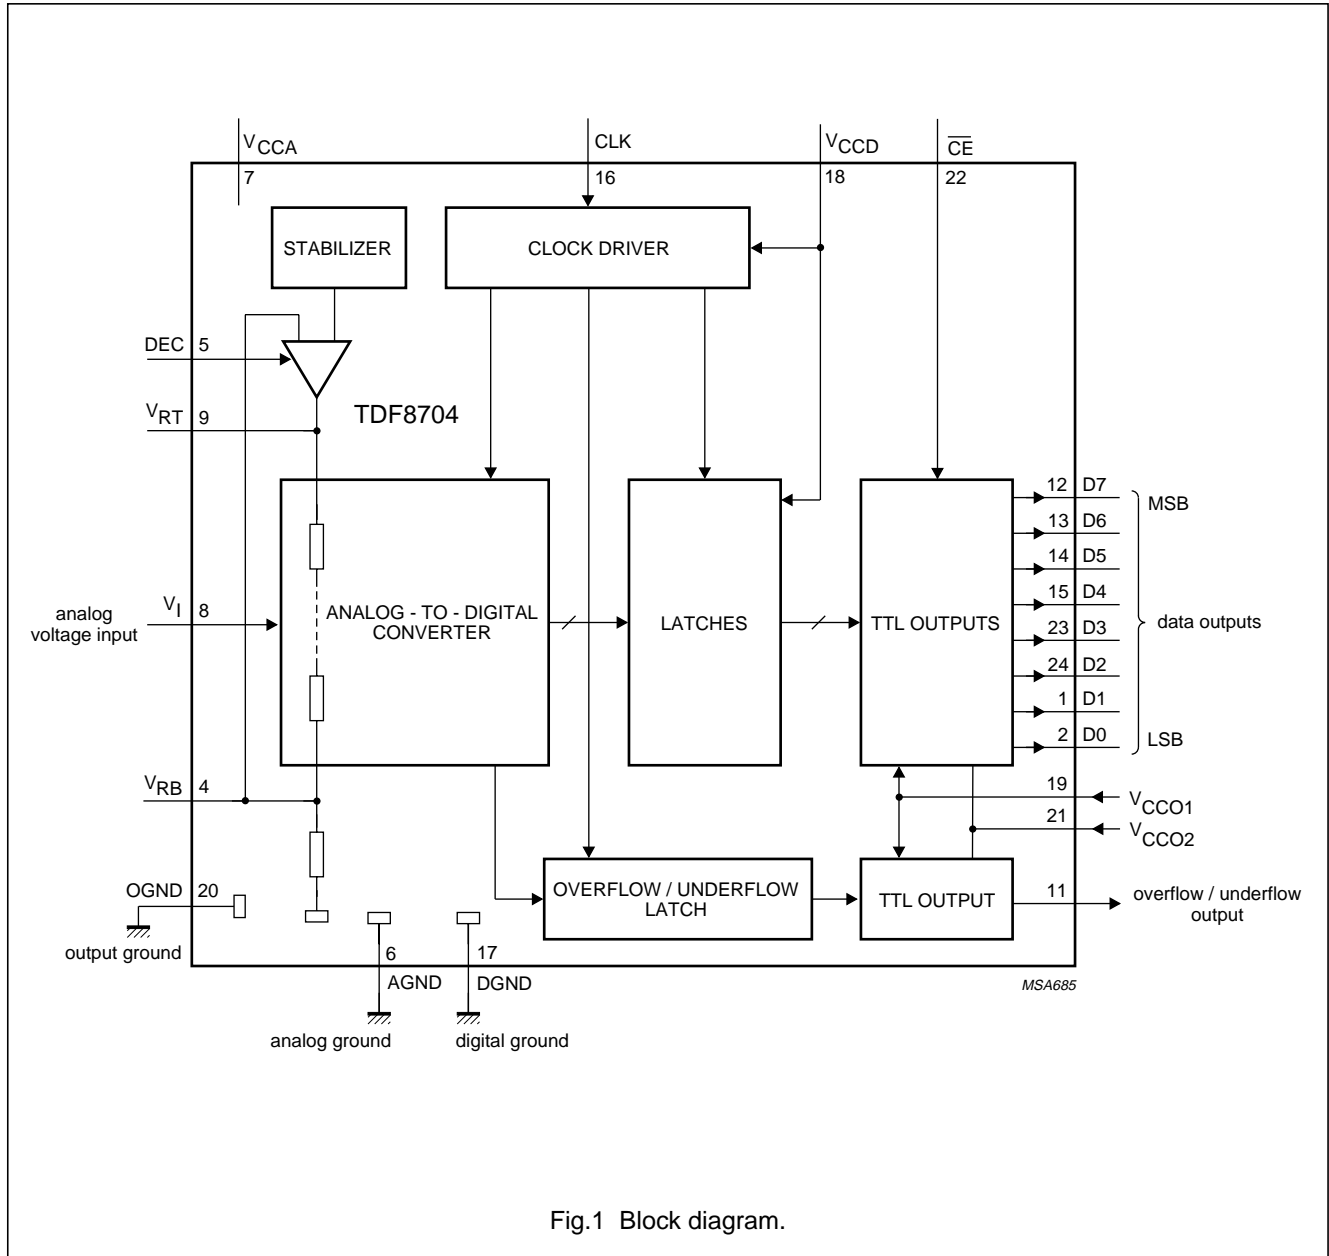 VCCA
CLK
VCCD
CE
7
16
18
22
STABILIZER
CLOCK DRIVER
DEC 5
VRT 9
TDF8704
12 D7
MSB
13 D6
14 D5
15 D4
23 D3
24 D2
1 D1
2 D0
LSB
data outputs
analog
voltage input
VI 8
ANALOG - TO - DIGITAL
CONVERTER
LATCHES
TTL OUTPUTS
VRB 4
19
VCCO1
21
VCCO2
OGND 20
output ground
OVERFLOW / UNDERFLOW
LATCH
TTL OUTPUT
11
overflow / underflow
output
6
17
AGND
DGND
MSA685
analog ground
digital ground
Fig.1 Block diagram.